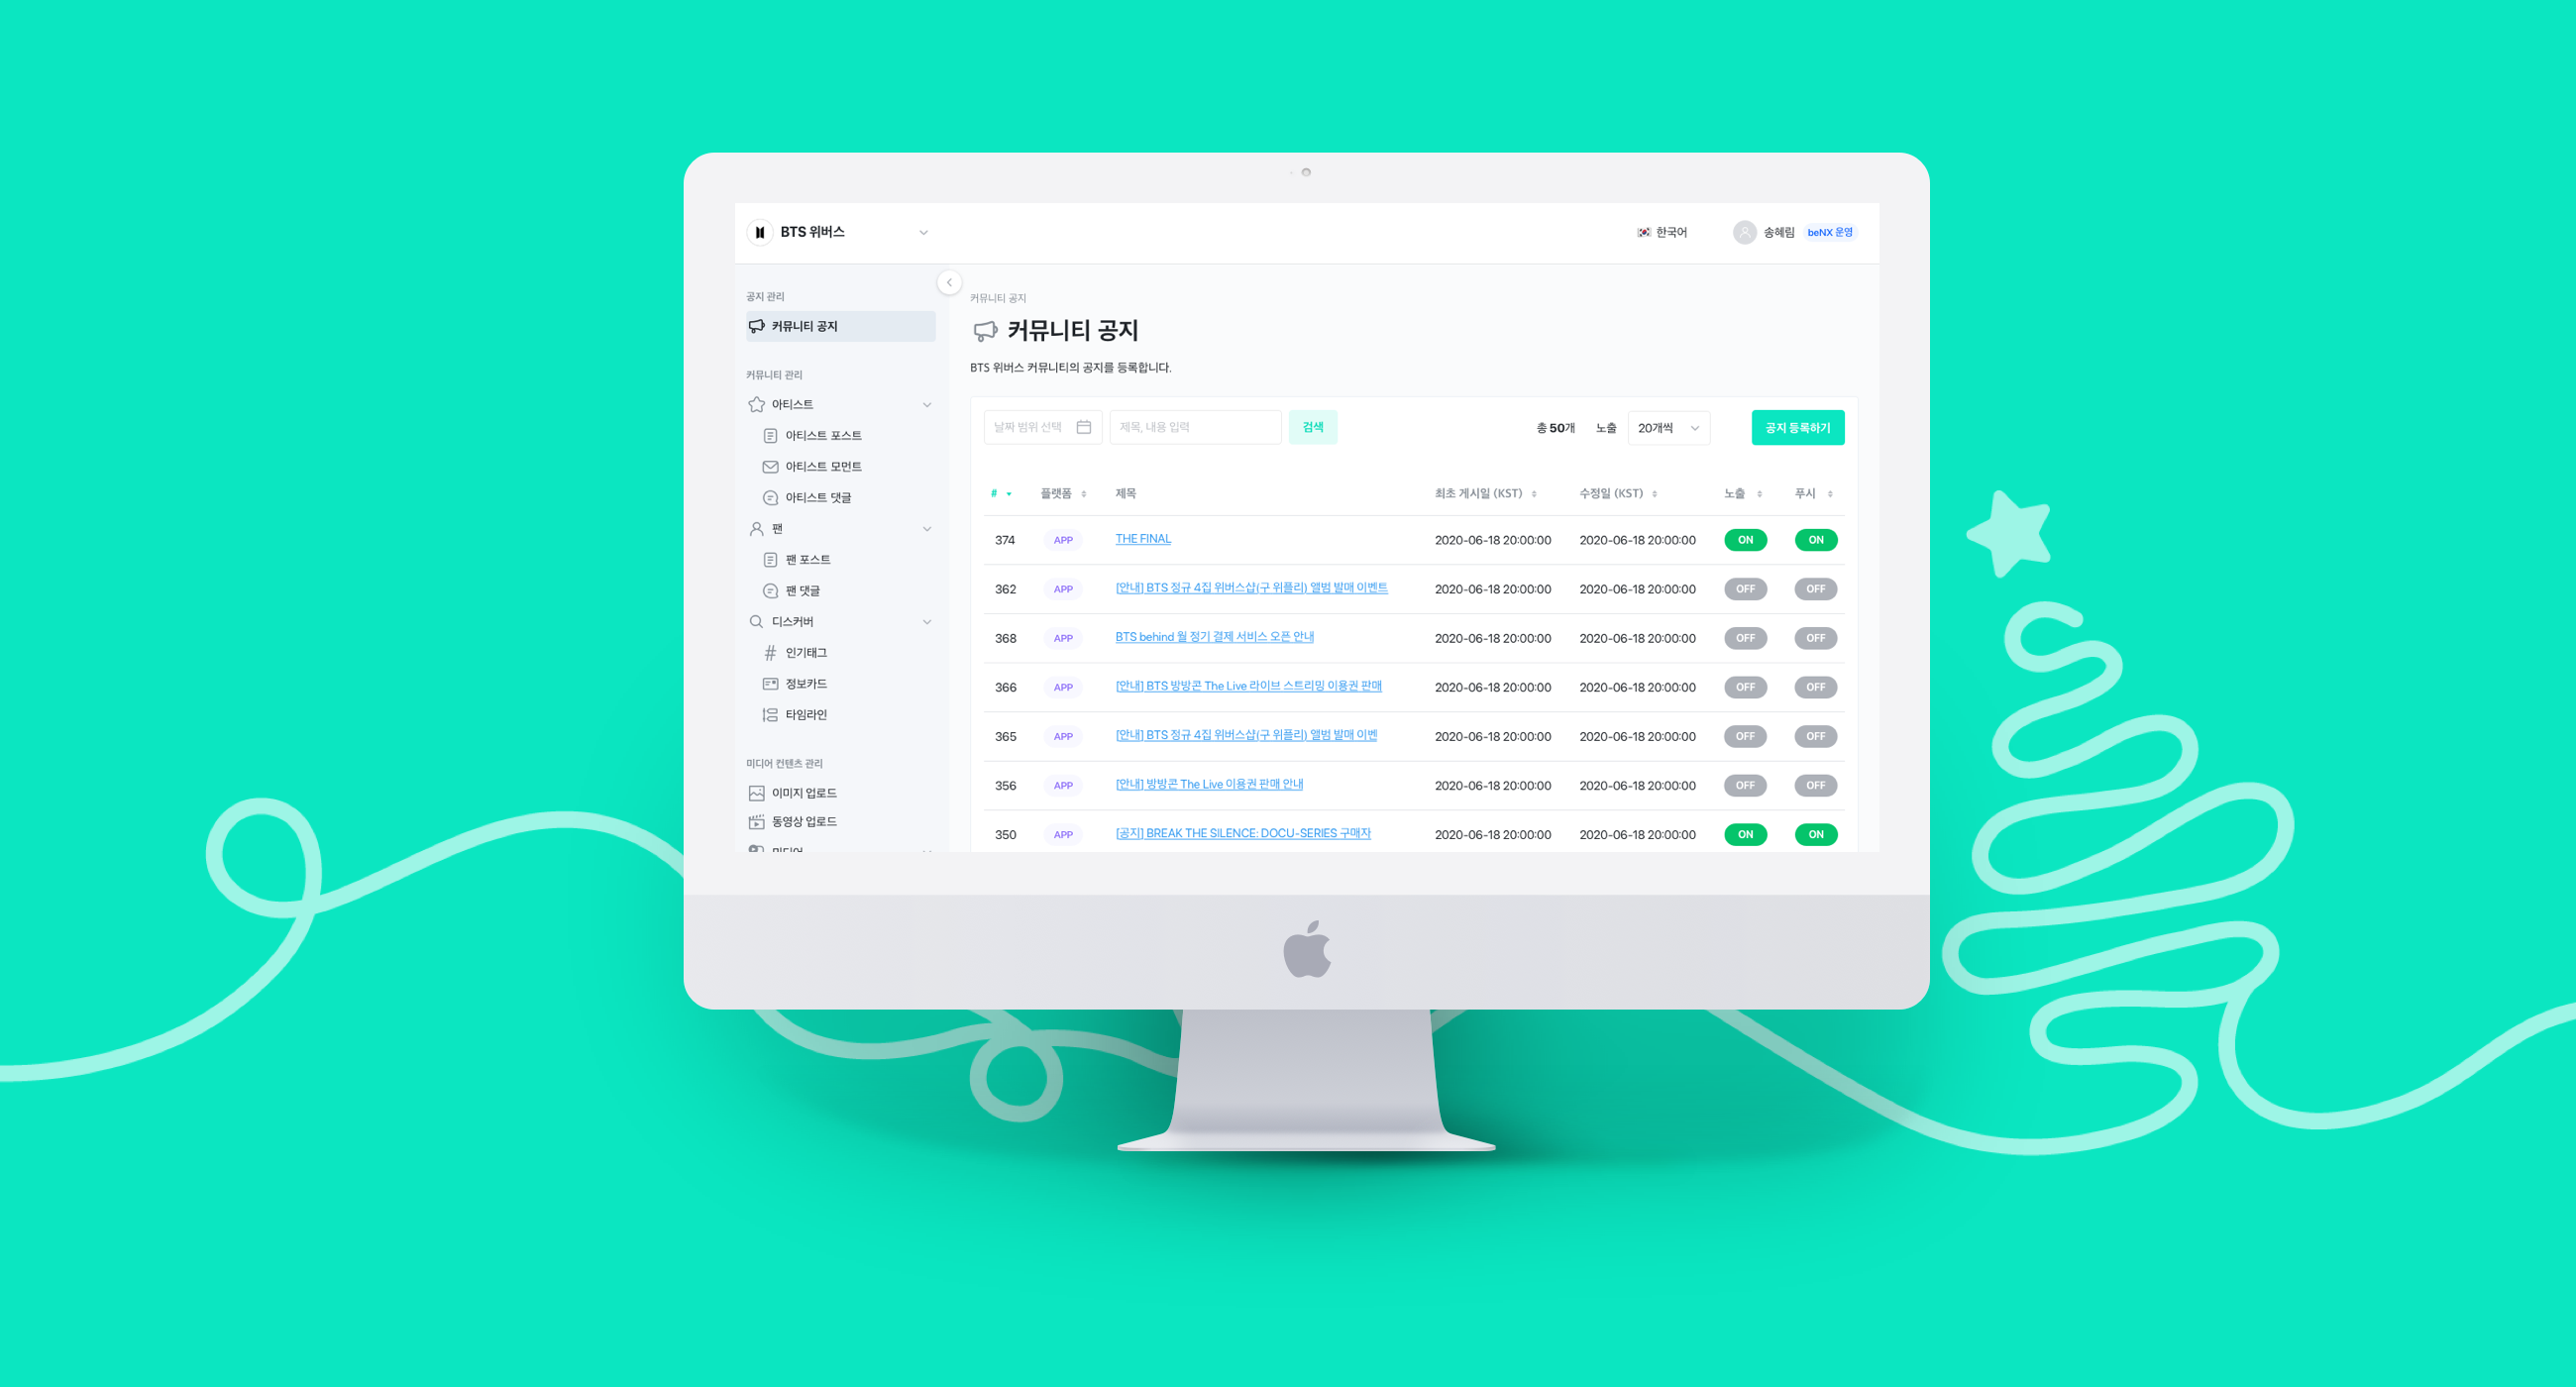 BTS 위버스
한국어
송혜림 beNX 운영
공지 관리
커뮤니티 공지
커뮤니티 관리
아티스트
아티스트 포스트
아티스트 모먼트
아티스트 댓글
팬
팬 포스트
팬 댓글
디스커버
# 인기태그
정보카드
타임라인
미디어 컨텐츠 관리
이미지 업로드
동영상 업로드
미디어
커뮤니티 공지
커뮤니티 공지
BTS 위버스 커뮤니티의 공지를 등록합니다.
날짜 범위 선택 제목, 내용 입력 검색 총 50개 노출 20개씩 공지 등록하기
# 플랫폼 제목 최초 게시일 (KST) 수정일 (KST) 노출 푸시
374 APP THE FINAL 2020-06-18 20:00:00 2020-06-18 20:00:00 ON ON
362 APP [안내] BTS 정규 4집 위버스샵(구 위플리) 앨범 발매 이벤트 2020-06-18 20:00:00 2020-06-18 20:00:00 OFF OFF
368 APP BTS behind 월 정기 결제 서비스 오픈 안내 2020-06-18 20:00:00 2020-06-18 20:00:00 OFF OFF
366 APP [안내] BTS 방방콘 The Live 라이브 스트리밍 이용권 판매 2020-06-18 20:00:00 2020-06-18 20:00:00 OFF OFF
365 APP [안내] BTS 정규 4집 위버스샵(구 위플리) 앨범 발매 이벤 2020-06-18 20:00:00 2020-06-18 20:00:00 OFF OFF
356 APP [안내] 방방콘 The Live 이용권 판매 안내 2020-06-18 20:00:00 2020-06-18 20:00:00 OFF OFF
350 APP [공지] BREAK THE SILENCE: DOCU-SERIES 구매자 2020-06-18 20:00:00 2020-06-18 20:00:00 ON ON